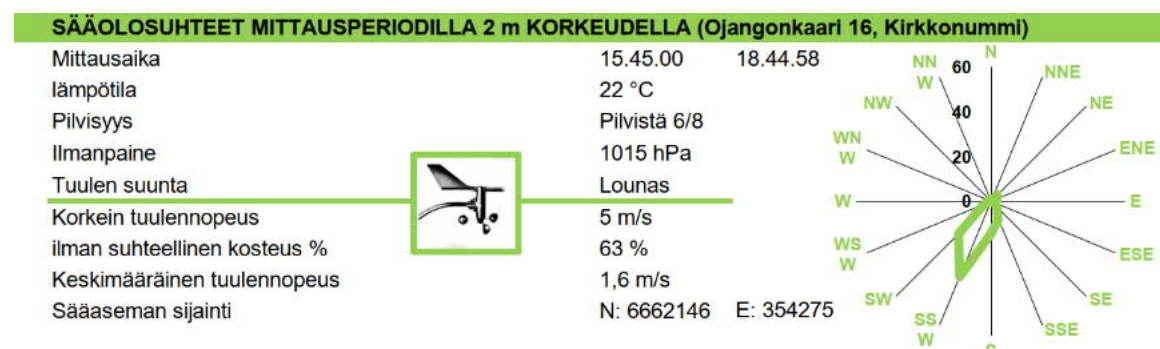 SÄÄOLOSUHTEET MITTAUSPERIODILLA 2 m KORKEUDELLA (Ojangonkaari 16, Kirkkonummi)
Mittausaika 15.45.00 18.44.58
lämpötila 22 °C
Pilvisyys Pilvistä 6/8
Ilmanpaine 1015 hPa
Tuulen suunta Lounas
Korkein tuulennopeus 5 m/s
ilman suhteellinen kosteus % 63 %
Keskimääräinen tuulennopeus 1,6 m/s
Sääaseman sijainti N: 6662146 E: 354275
N
NN
W
60
NNE
NW
40
NE
WN
W
20
ENE
W
0
E
WS
W
ESE
SW
SE
SS
W
SSE
S